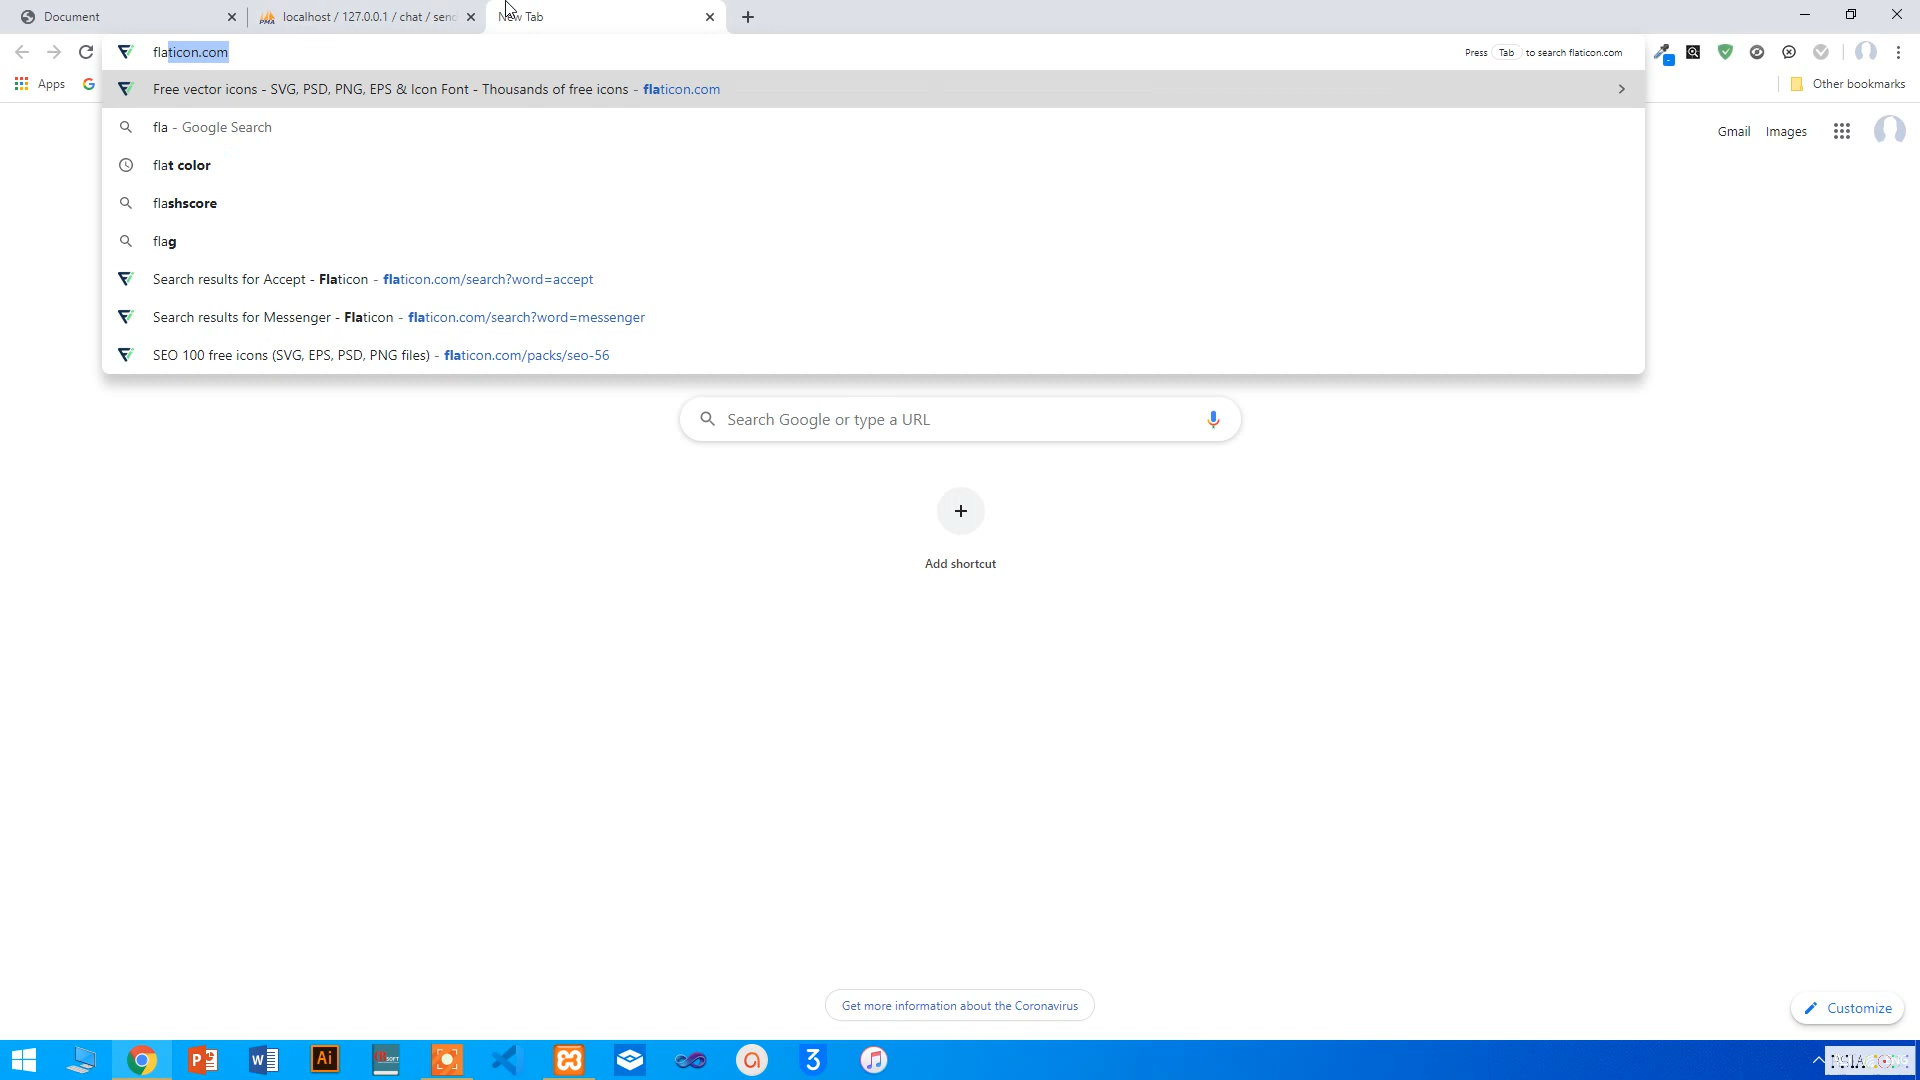 Document
localhost / 127.0.0.1 / chat / send
New Tab
flaticon.com
Press Tab to search flaticon.com
Apps
Other bookmarks
Free vector icons - SVG, PSD, PNG, EPS & Icon Font - Thousands of free icons - flaticon.com
fla - Google Search
flat color
flashscore
flag
Search results for Accept - Flaticon - flaticon.com/search?word=accept
Search results for Messenger - Flaticon - flaticon.com/search?word=messenger
SEO 100 free icons (SVG, EPS, PSD, PNG files) - flaticon.com/packs/seo-56
Gmail Images
Search Google or type a URL
Add shortcut
Get more information about the Coronavirus
Customize